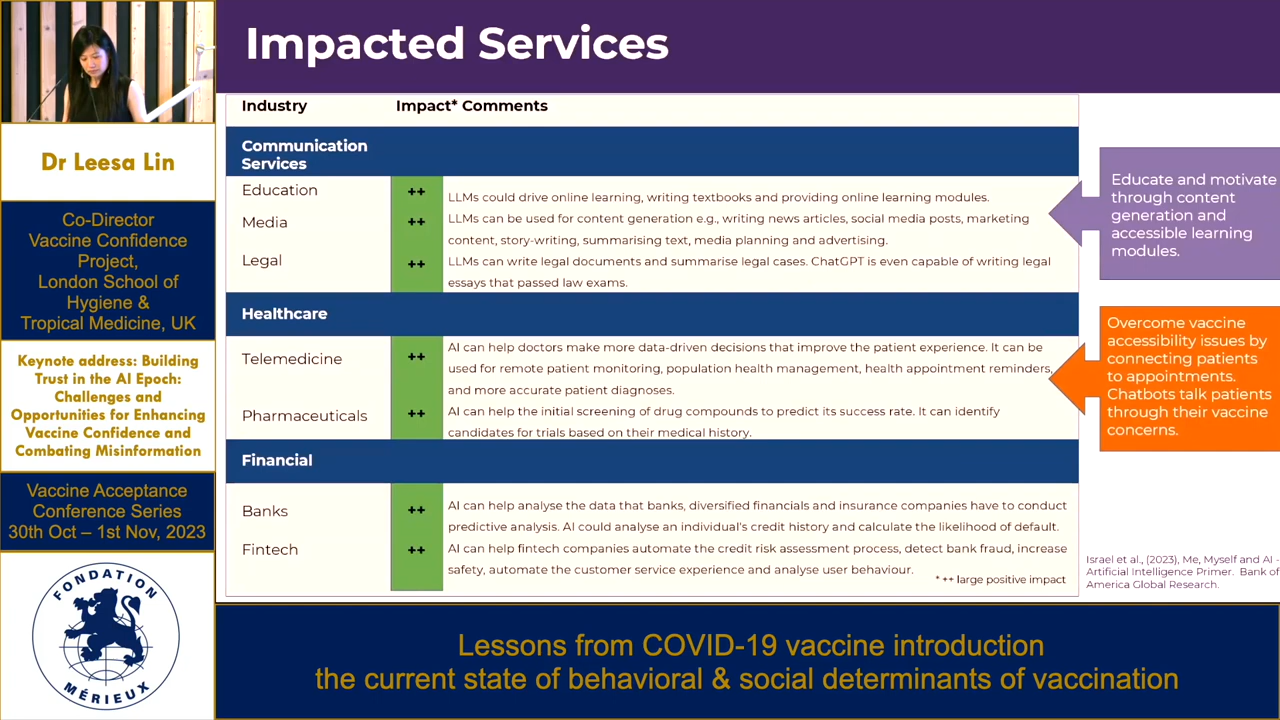 Impacted Services
Dr Leesa Lin
Co-Director
Vaccine Confidence
Project,
London School of
Hygiene &
Tropical Medicine, UK
Keynote address: Building
Trust in the AI Epoch:
Challenges and
Opportunities for Enhancing
Vaccine Confidence and
Combating Misinformation
Vaccine Acceptance
Conference Series
30th Oct – 1st Nov, 2023
FONDATION
MÉRIEUX
Industry Impact* Comments
Communication
Services
Education ++ LLMs could drive online learning, writing textbooks and providing online learning modules.
Media ++ LLMs can be used for content generation e.g., writing news articles, social media posts, marketing
content, story-writing, summarising text, media planning and advertising.
Legal ++ LLMs can write legal documents and summarise legal cases. ChatGPT is even capable of writing legal
essays that passed law exams.
Healthcare
Telemedicine ++ AI can help doctors make more data-driven decisions that improve the patient experience. It can be
used for remote patient monitoring, population health management, health appointment reminders,
and more accurate patient diagnoses.
Pharmaceuticals ++ AI can help the initial screening of drug compounds to predict its success rate. It can identify
candidates for trials based on their medical history.
Financial
Banks ++ AI can help analyse the data that banks, diversified financials and insurance companies have to conduct
predictive analysis. AI could analyse an individual's credit history and calculate the likelihood of default.
Fintech ++ AI can help fintech companies automate the credit risk assessment process, detect bank fraud, increase
safety, automate the customer service experience and analyse user behaviour.
* ++ large positive impact
Educate and motivate
through content
generation and
accessible learning
modules.
Overcome vaccine
accessibility issues by
connecting patients
to appointments.
Chatbots talk patients
through their vaccine
concerns.
Israel et al., (2023), Me, Myself and AI -
Artificial Intelligence Primer. Bank of
America Global Research.
Lessons from COVID-19 vaccine introduction
the current state of behavioral & social determinants of vaccination